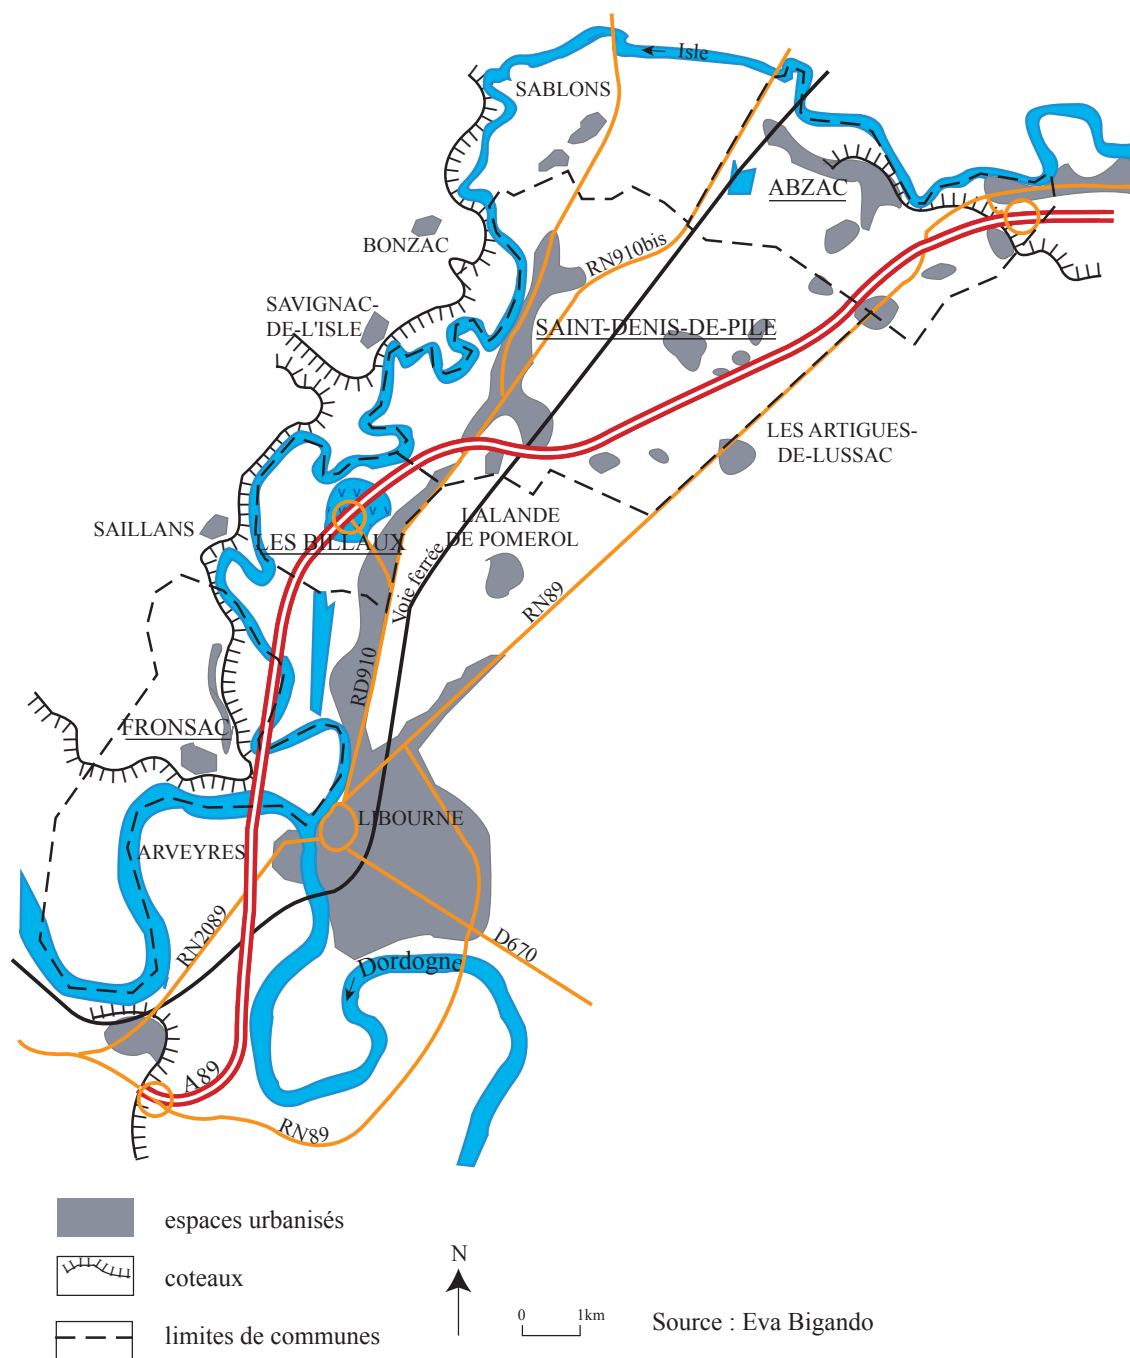 Isle
SABLONS
ABZAC
BONZAC
RN910bis
SAVIGNAC-
DE-L'ISLE
SAINT-DENIS-DE-PILE
LES ARTIGUES-
DE-LUSSAC
SAILLANS
LES BILLAUX
LALANDE
DE POMEROL
Voie ferrée
RN89
RD910
FRONSAC
LIBOURNE
ARVEYRES
RN2089
D670
Dordogne
A89
RN89
espaces urbanisés
coteaux
limites de communes
N
0 1km
Source : Eva Bigando